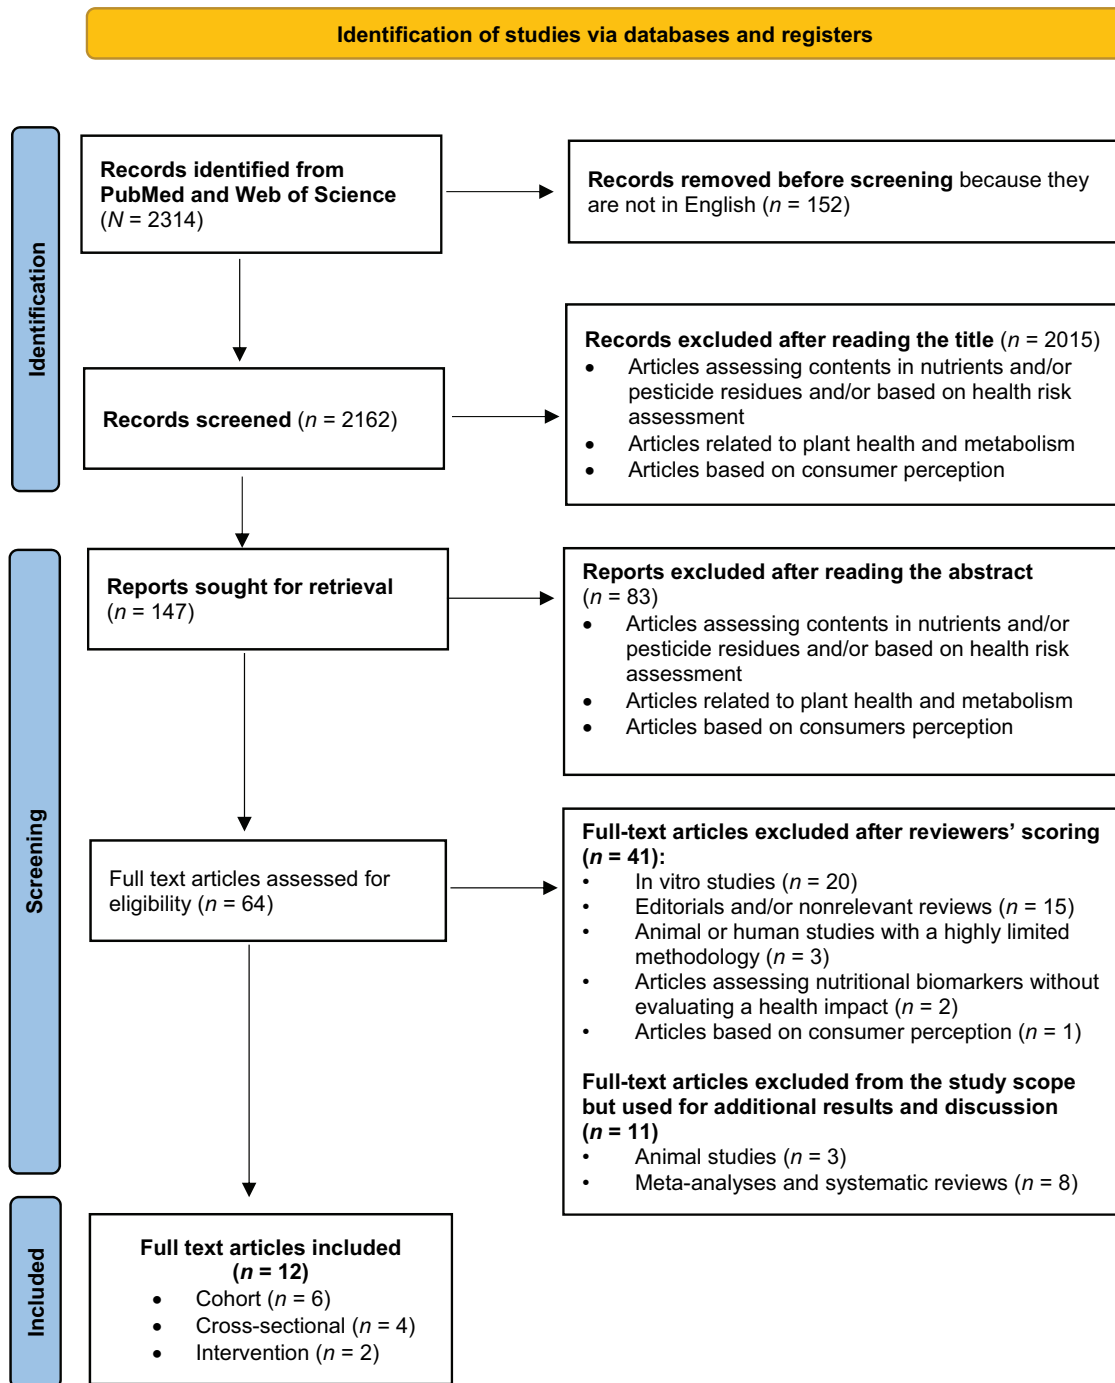 Identification of studies via databases and registers
Identification
Records identified from
PubMed and Web of Science
(N = 2314)
Records removed before screening because they
are not in English (n = 152)
Records screened (n = 2162)
Records excluded after reading the title (n = 2015)
• Articles assessing contents in nutrients and/or
pesticide residues and/or based on health risk
assessment
• Articles related to plant health and metabolism
• Articles based on consumer perception
Screening
Reports sought for retrieval
(n = 147)
Reports excluded after reading the abstract
(n = 83)
• Articles assessing contents in nutrients and/or
pesticide residues and/or based on health risk
assessment
• Articles related to plant health and metabolism
• Articles based on consumers perception
Full text articles assessed for
eligibility (n = 64)
Full-text articles excluded after reviewers’ scoring
(n = 41):
• In vitro studies (n = 20)
• Editorials and/or nonrelevant reviews (n = 15)
• Animal or human studies with a highly limited
methodology (n = 3)
• Articles assessing nutritional biomarkers without
evaluating a health impact (n = 2)
• Articles based on consumer perception (n = 1)
Full-text articles excluded from the study scope
but used for additional results and discussion
(n = 11)
• Animal studies (n = 3)
• Meta-analyses and systematic reviews (n = 8)
Included
Full text articles included
(n = 12)
• Cohort (n = 6)
• Cross-sectional (n = 4)
• Intervention (n = 2)